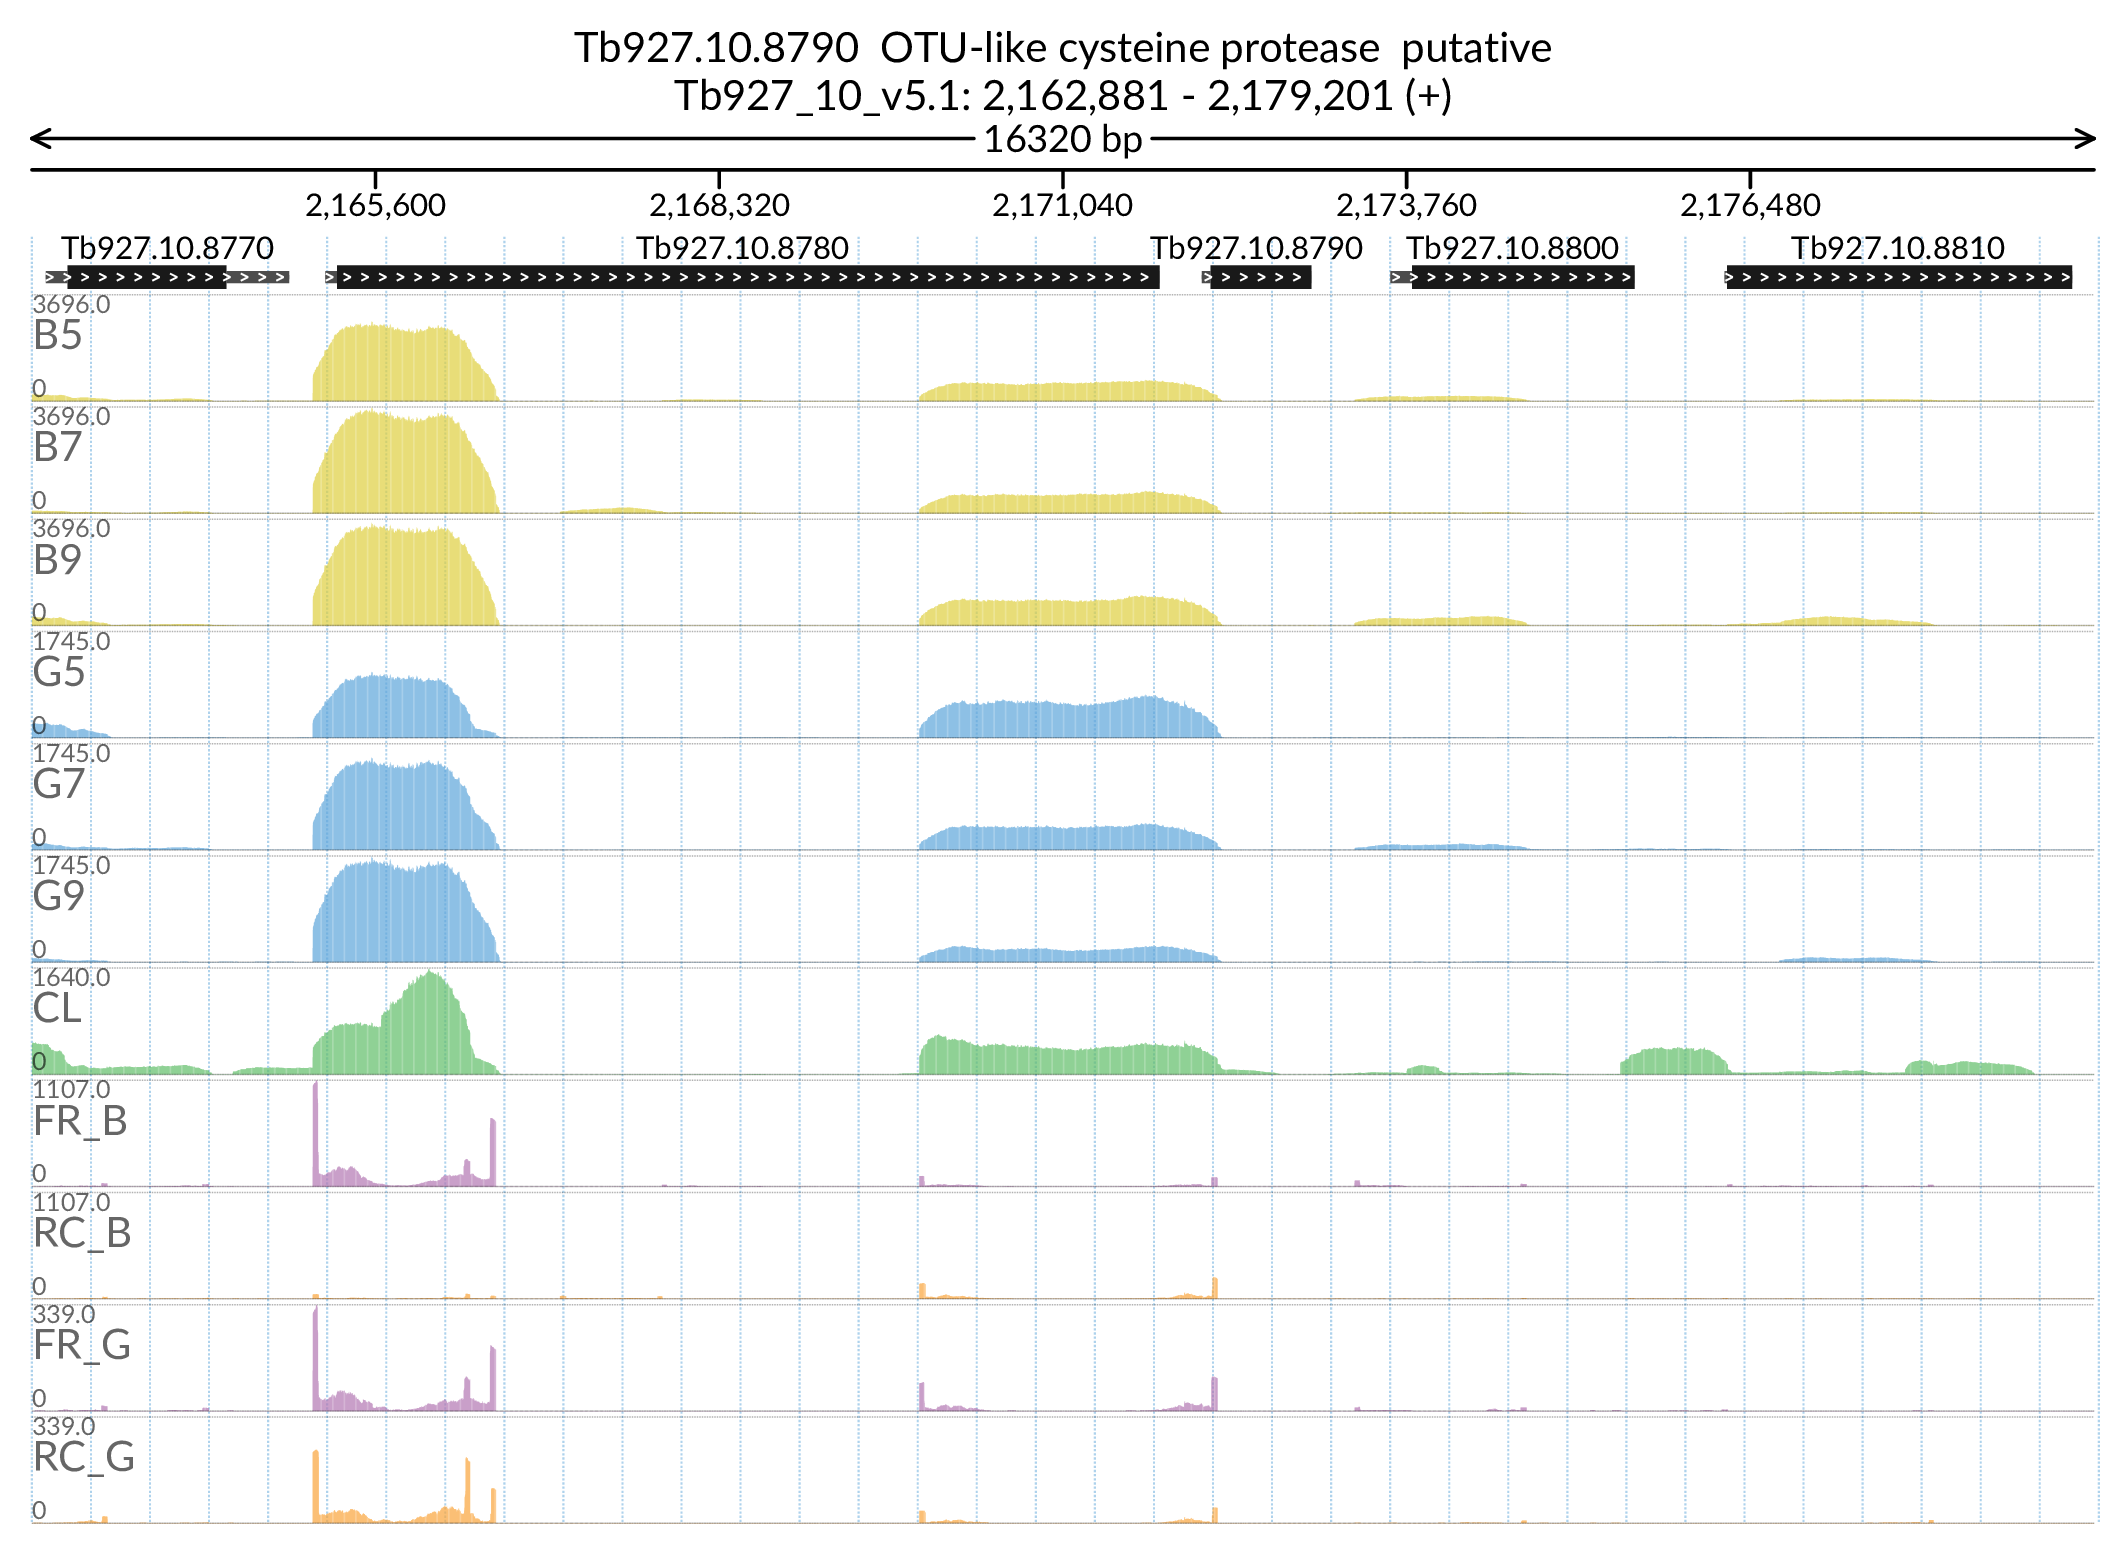 Tb927.10.8790 OTU-like cysteine protease putative
Tb927_10_v5.1: 2,162,881 - 2,179,201 (+)
16320 bp
2,165,600 2,168,320 2,171,040 2,173,760 2,176,480
Tb927.10.8770 Tb927.10.8780 Tb927.10.8790 Tb927.10.8800 Tb927.10.8810
3696.0
B5
0
3696.0
B7
0
3696.0
B9
0
1745.0
G5
0
1745.0
G7
0
1745.0
G9
0
1640.0
CL
0
1107.0
FR_B
0
1107.0
RC_B
0
339.0
FR_G
0
339.0
RC_G
0